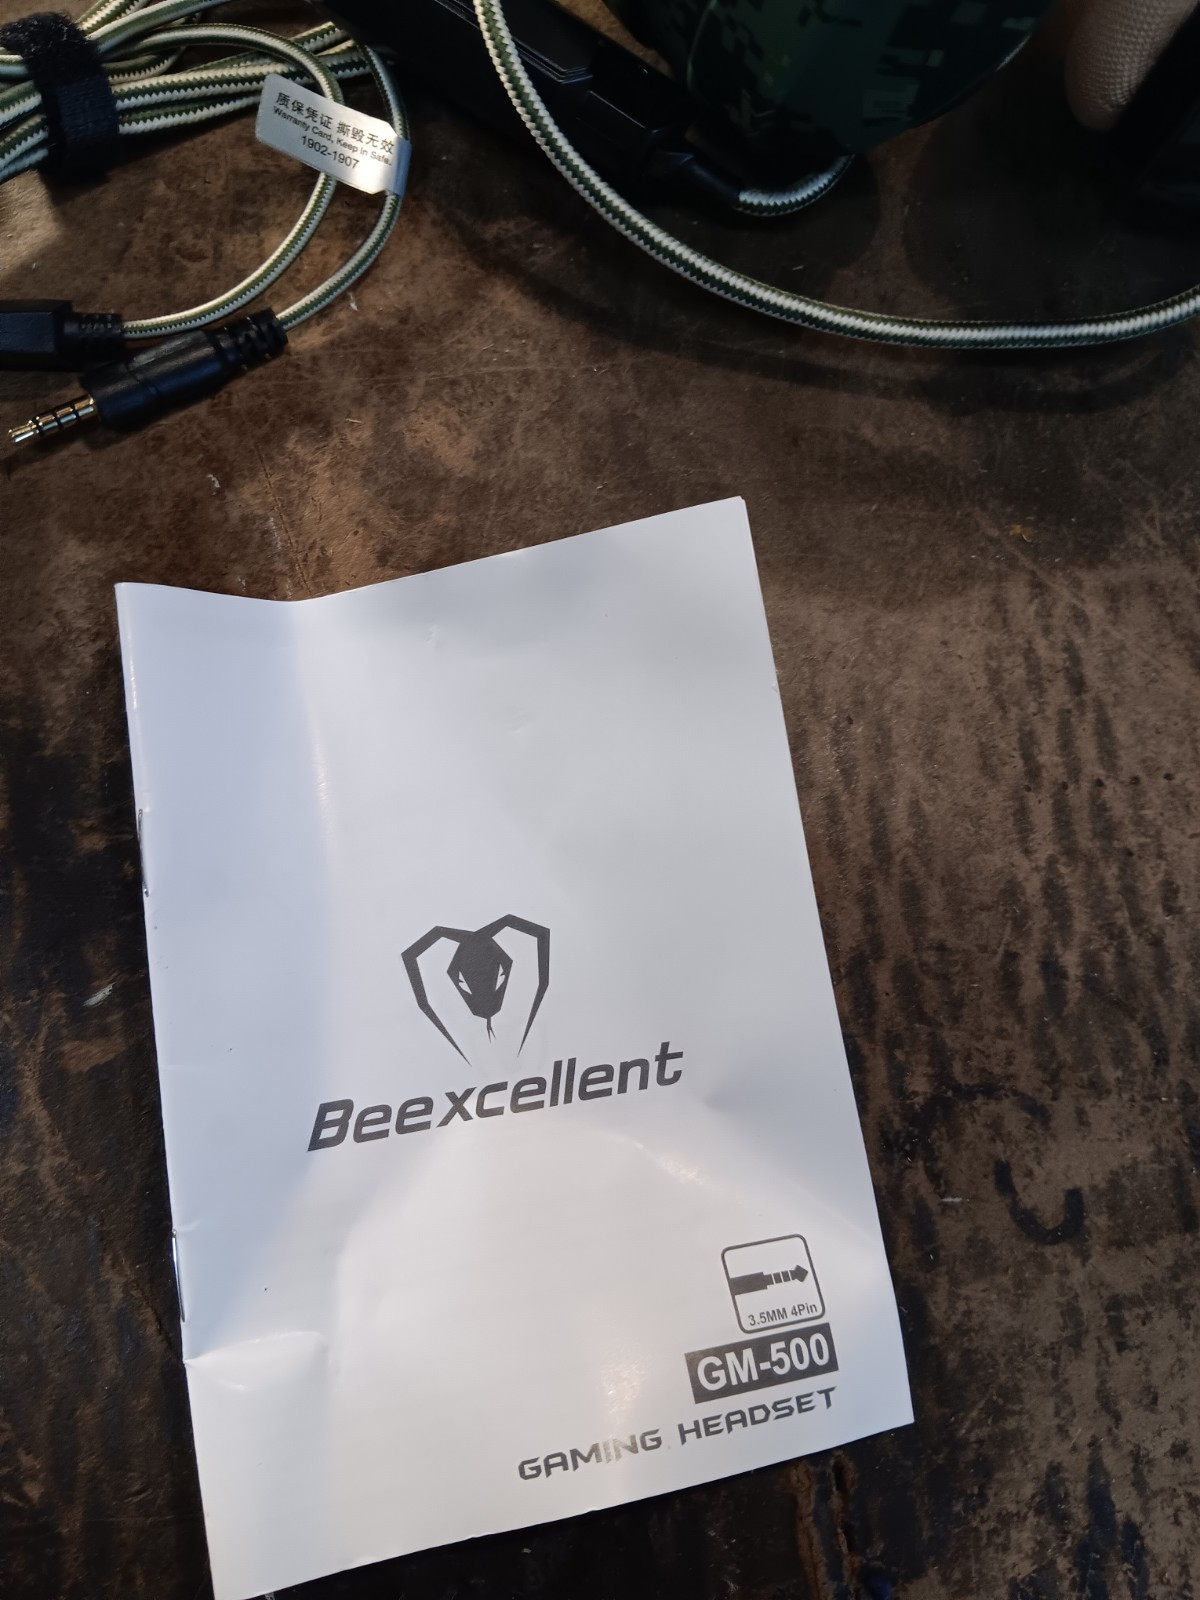 质保凭证 撕毁无效
Warranty Card, Keep In Safe.
1902-1907
Beexcellent
3.5MM 4Pin
GM-500
GAMING HEADSET